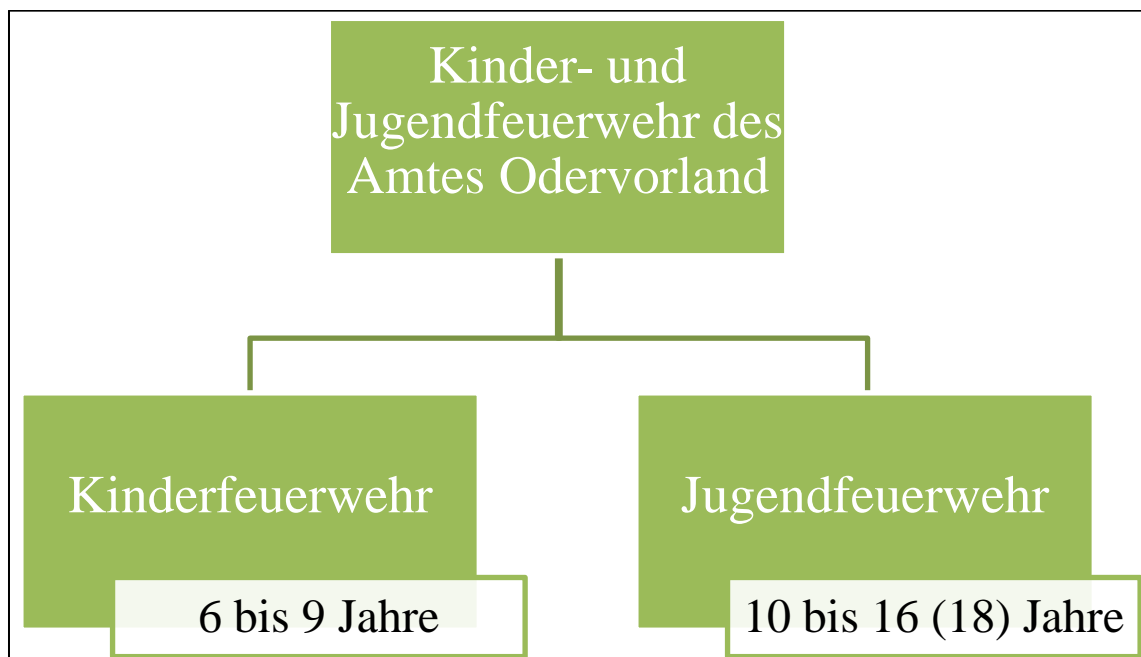 Kinder- und
Jugendfeuerwehr des
Amtes Odervorland
Kinderfeuerwehr
6 bis 9 Jahre
Jugendfeuerwehr
10 bis 16 (18) Jahre